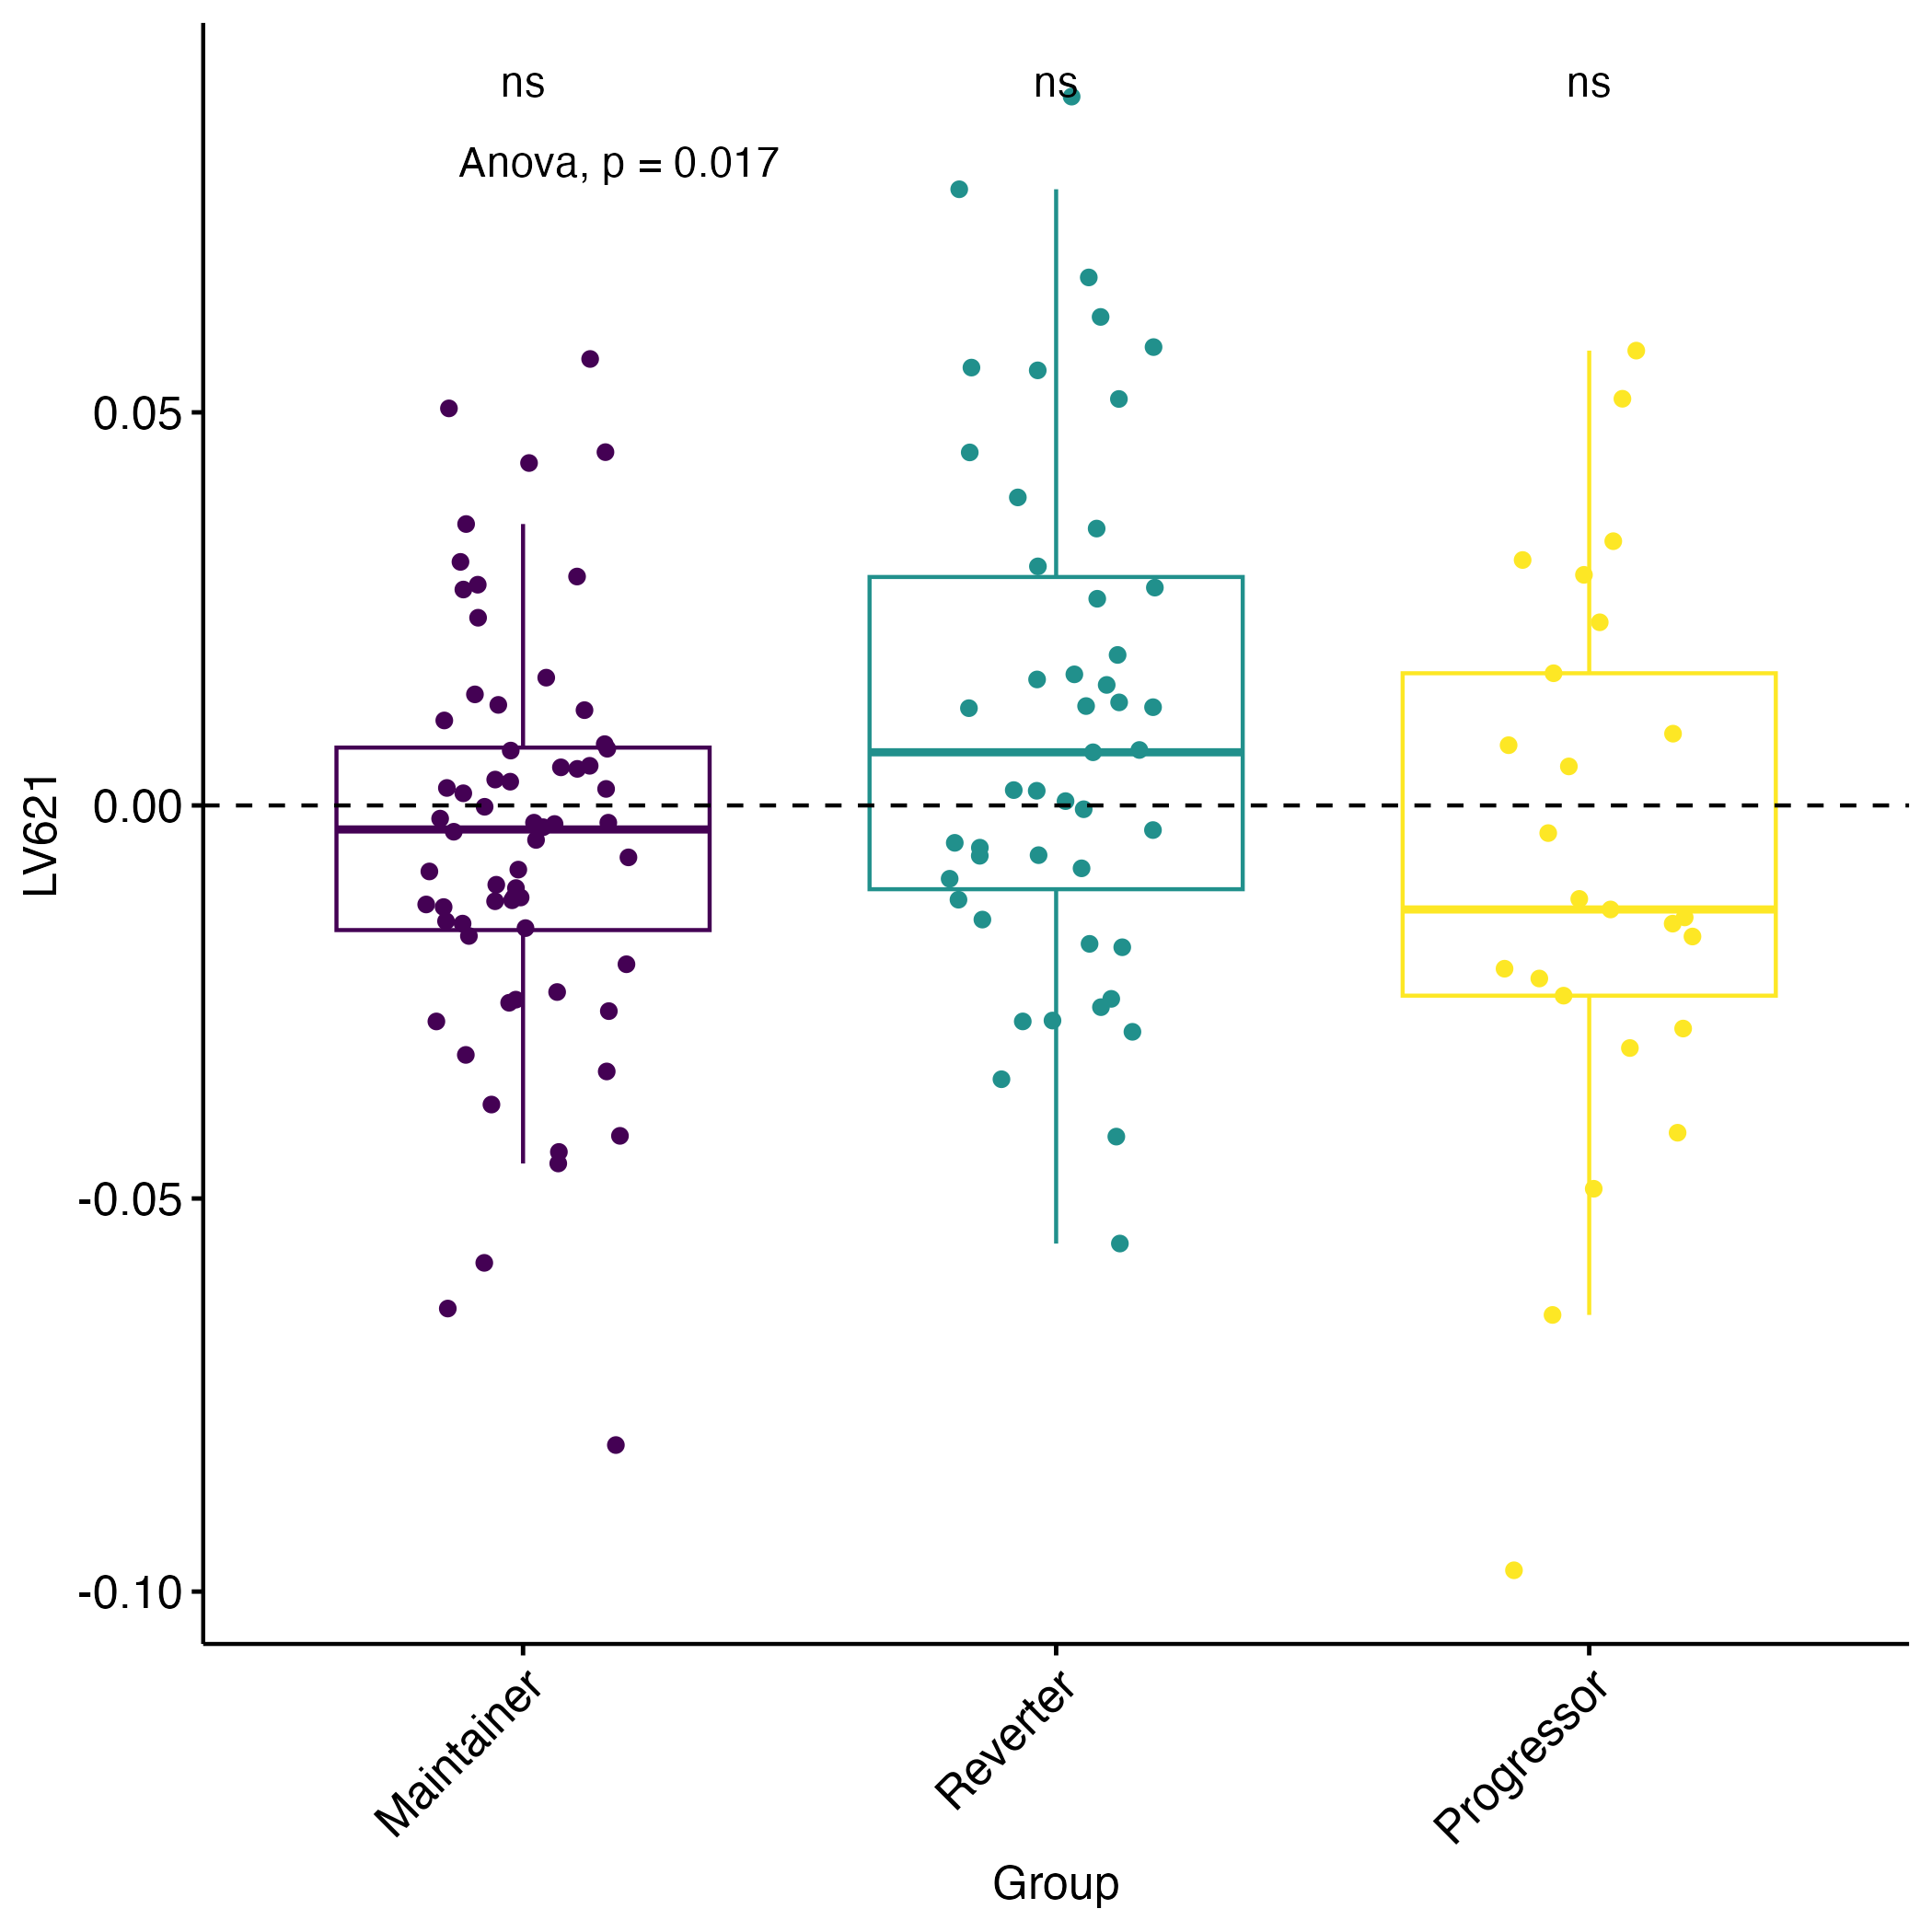 ns
ns
ns
Anova, p = 0.017
0.05
0.00
-0.05
-0.10
LV621
Maintainer
Reverter
Progressor
Group